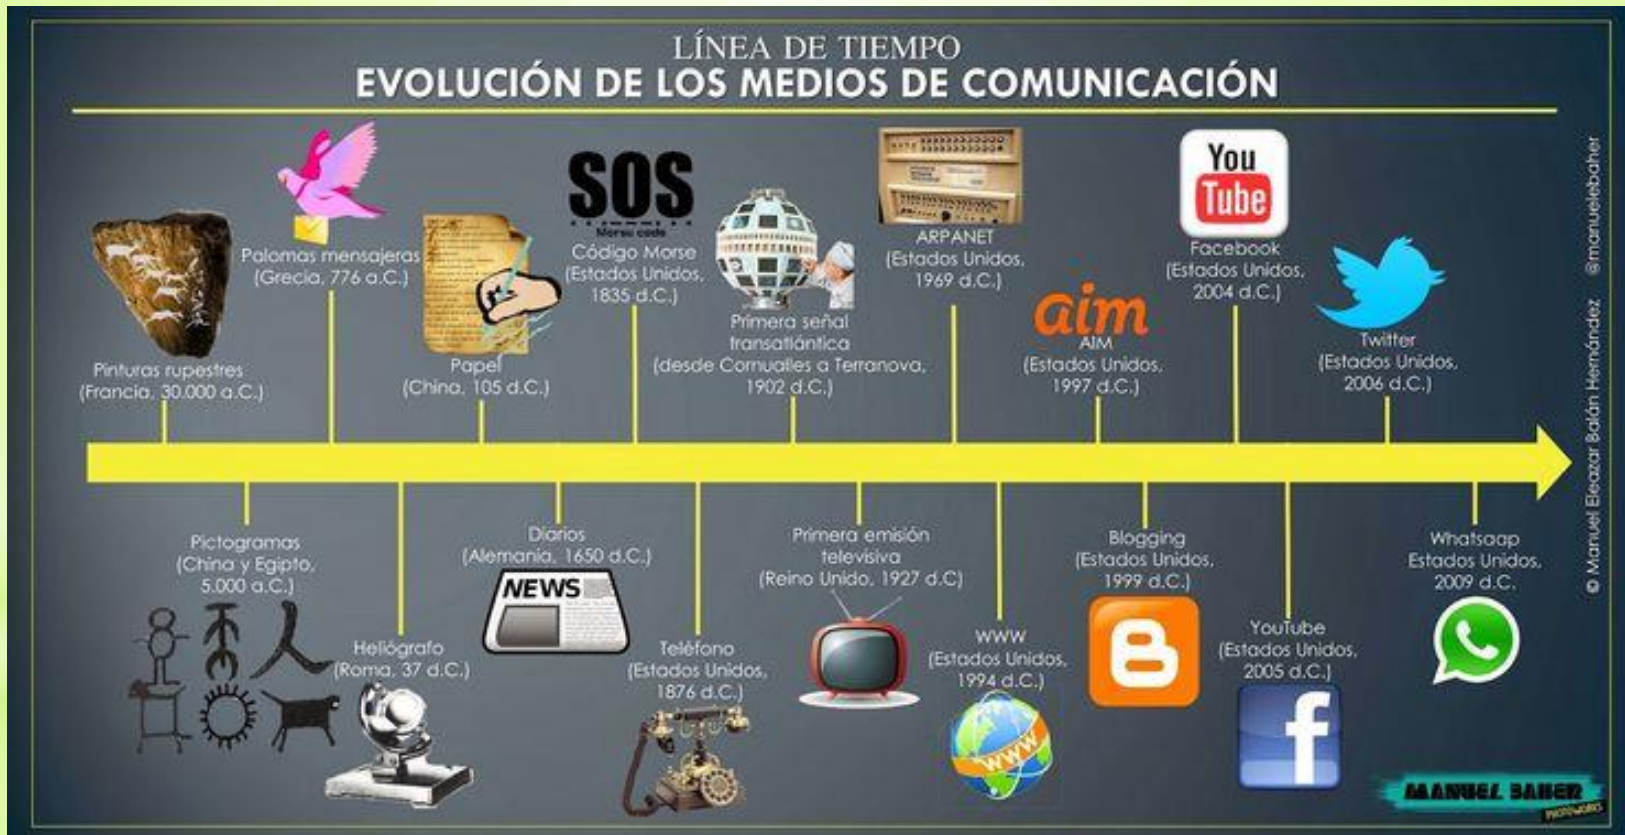 LÍNEA DE TIEMPO
EVOLUCIÓN DE LOS MEDIOS DE COMUNICACIÓN
Pinturas rupestres
(Francia, 30.000 a.C.)
Palomas mensajeras
(Grecia, 776 a.C.)
Papel
(China, 105 d.C.)
SOS
Morse code
Código Morse
(Estados Unidos,
1835 d.C.)
Primera señal
transatlántica
(desde Cornualles a Terranova,
1902 d.C.)
ARPANET
(Estados Unidos,
1969 d.C.)
aim
AIM
(Estados Unidos,
1997 d.C.)
You
Tube
Facebook
(Estados Unidos,
2004 d.C.)
Twitter
(Estados Unidos,
2006 d.C.)
Pictogramas
(China y Egipto,
5.000 a.C.)
Heliógrafo
(Roma, 37 d.C.)
Diarios
(Alemania, 1650 d.C.)
NEWS
Teléfono
(Estados Unidos,
1876 d.C.)
Primera emisión
televisiva
(Reino Unido, 1927 d.C)
WWW
(Estados Unidos,
1994 d.C.)
WWW
Blogging
(Estados Unidos,
1999 d.C.)
B
YouTube
(Estados Unidos,
2005 d.C.)
f
Whatsaap
Estados Unidos,
2009 d.C.
© Manuel Eleazar Balán Hernández @manuelebaher
MANUEL BAHER
PHOTOWORKS